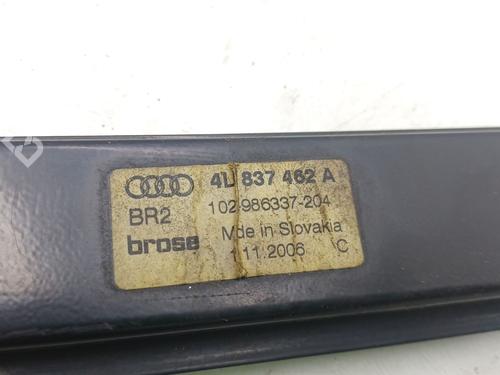 4L 837 462 A
BR2 102-986337-204
brose Mde in Slovakia
1 11.2006 C